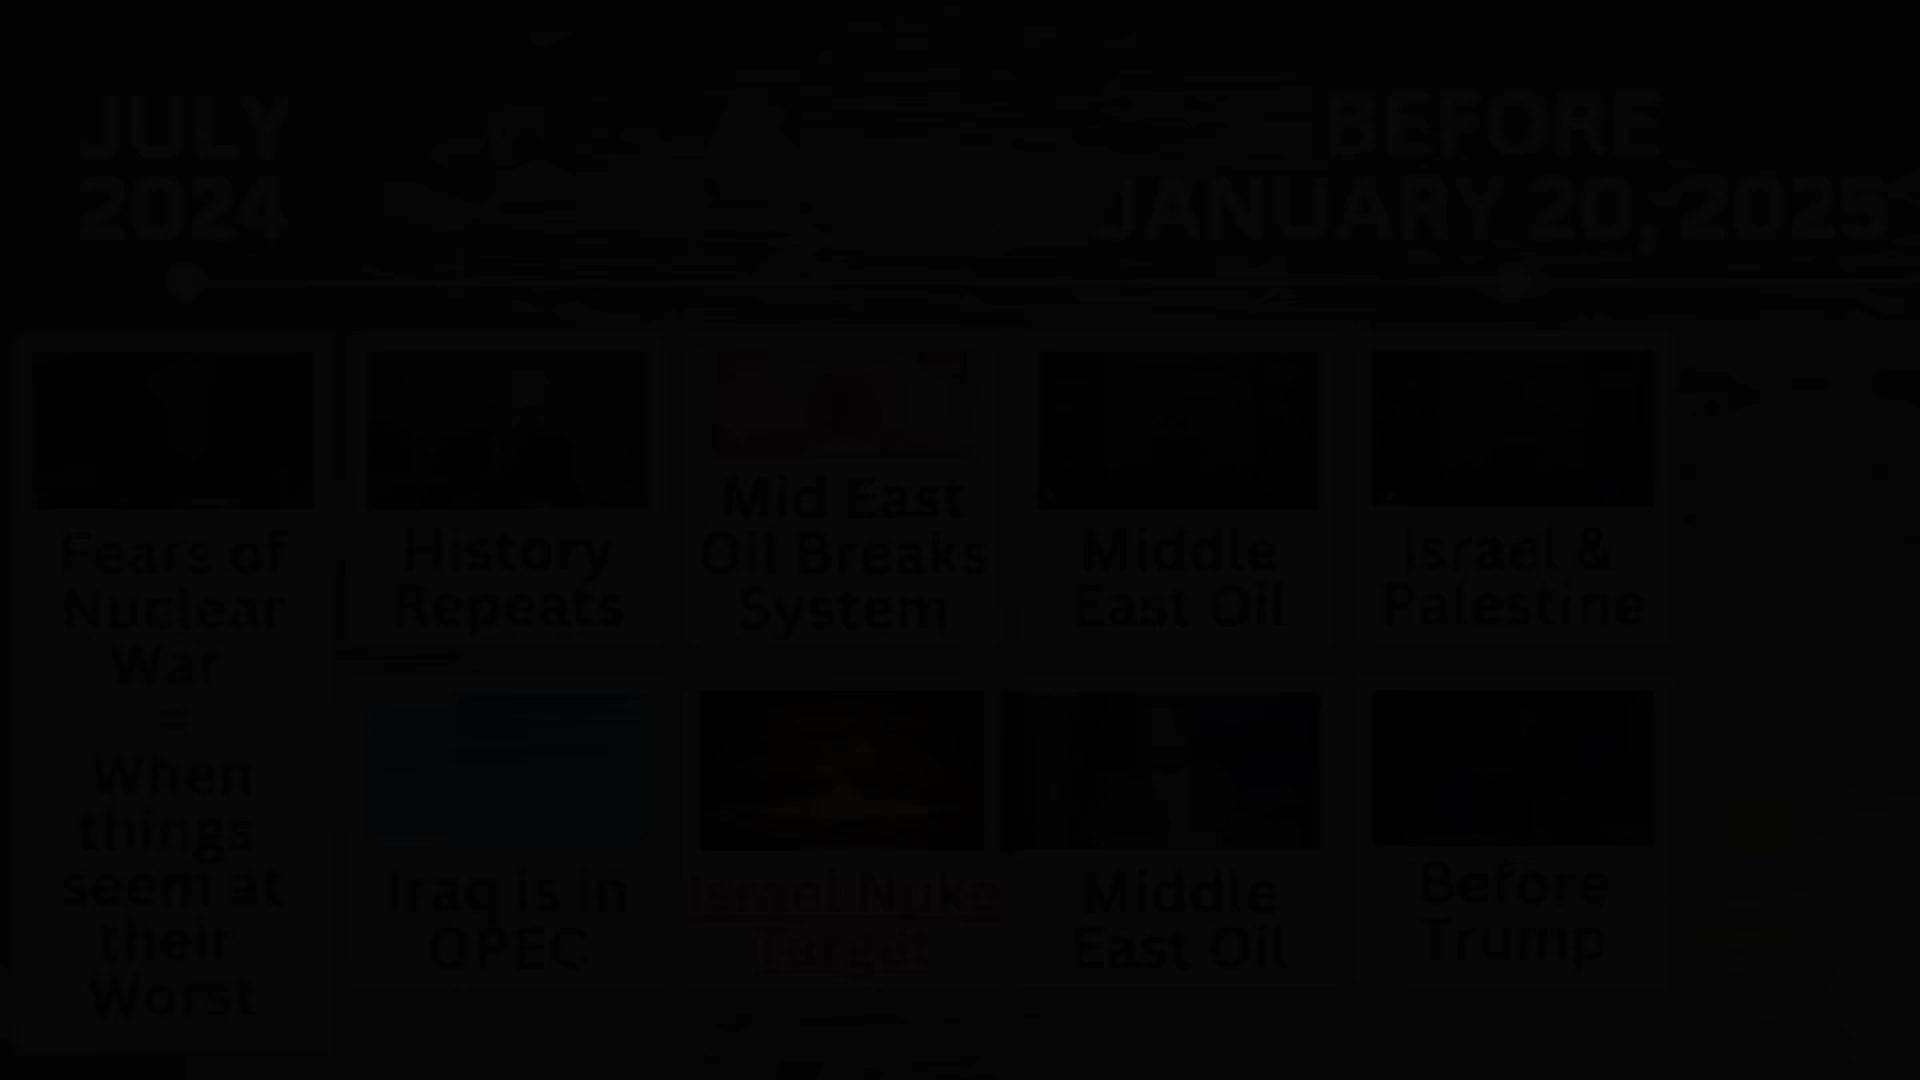 JULY
2024
BEFORE
JANUARY 20, 2025
Fears of
Nuclear
War
=
When
things
seem at
their
Worst
History
Repeats
Mid East
Oil Breaks
System
Middle
East Oil
Israel &
Palestine
Iraq is in
OPEC
Israel Nuke
Target
Middle
East Oil
Before
Trump